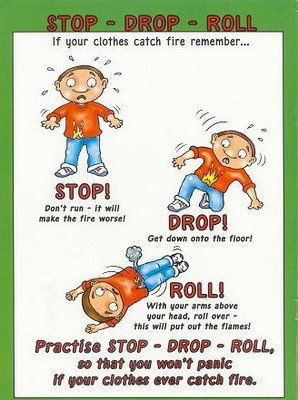 STOP - DROP - ROLL
If your clothes catch fire remember...
STOP!
Don't run - it will
make the fire worse!
DROP!
Get down onto the floor!
ROLL!
With your arms above
your head, roll over -
this will put out the flames!
Practise STOP - DROP - ROLL,
so that you won't panic
if your clothes ever catch fire.